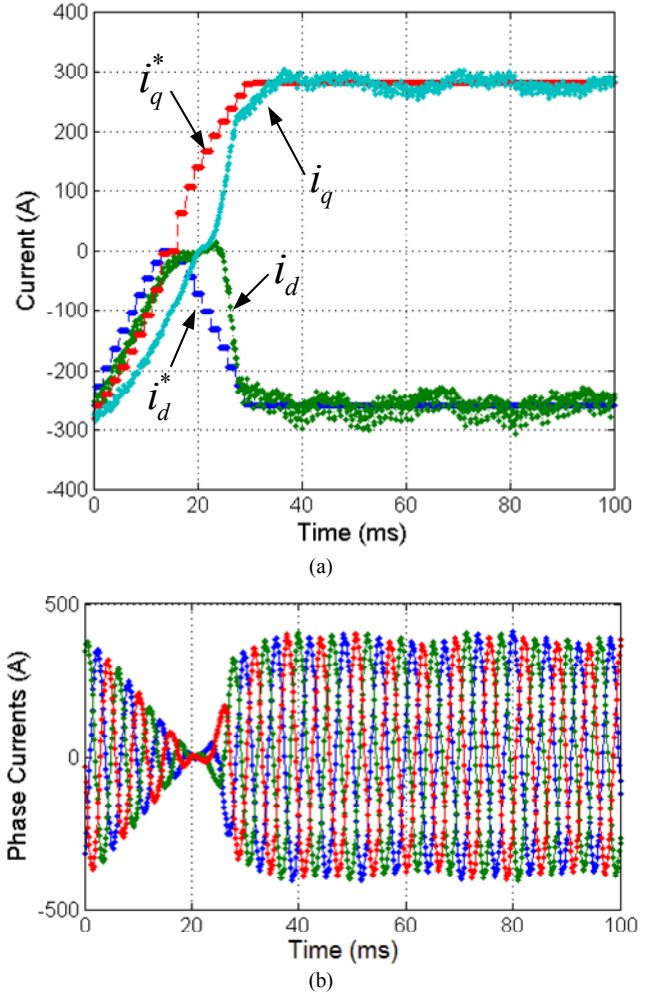 400
300
200
100
0
-100
-200
-300
-400
Current (A)
i_q^*
i_q
i_d
i_d^*
0 20 40 60 80 100
Time (ms)
(a)
500
0
-500
Phase Currents (A)
0 20 40 60 80 100
Time (ms)
(b)